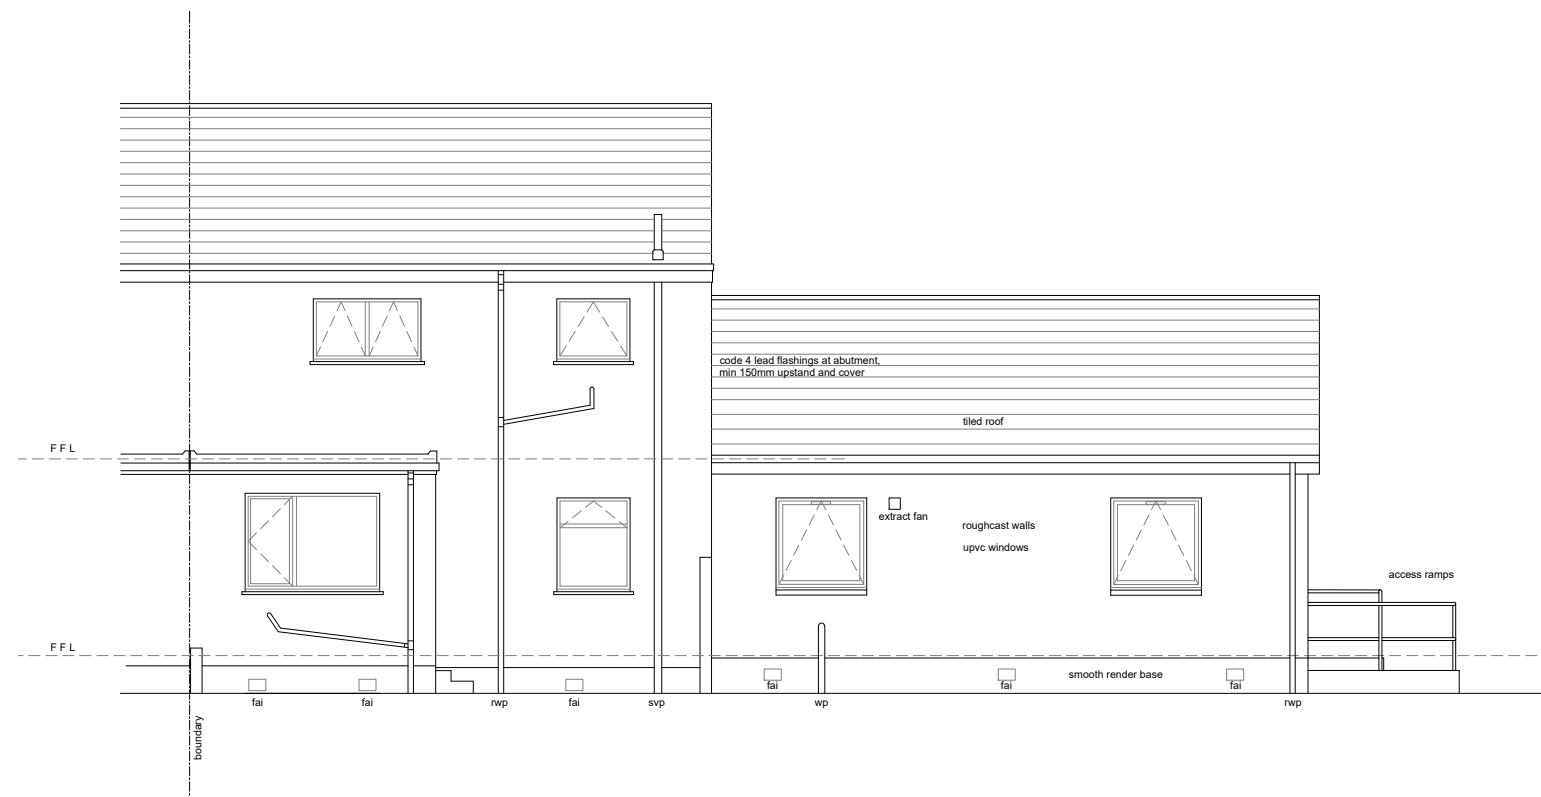 code 4 lead flashings at abutment,
min 150mm upstand and cover
tiled roof
F F L
extract fan
roughcast walls
upvc windows
access ramps
F F L
smooth render base
fai
fai
fai
fai
fai
rwp
fai
svp
wp
rwp
boundary